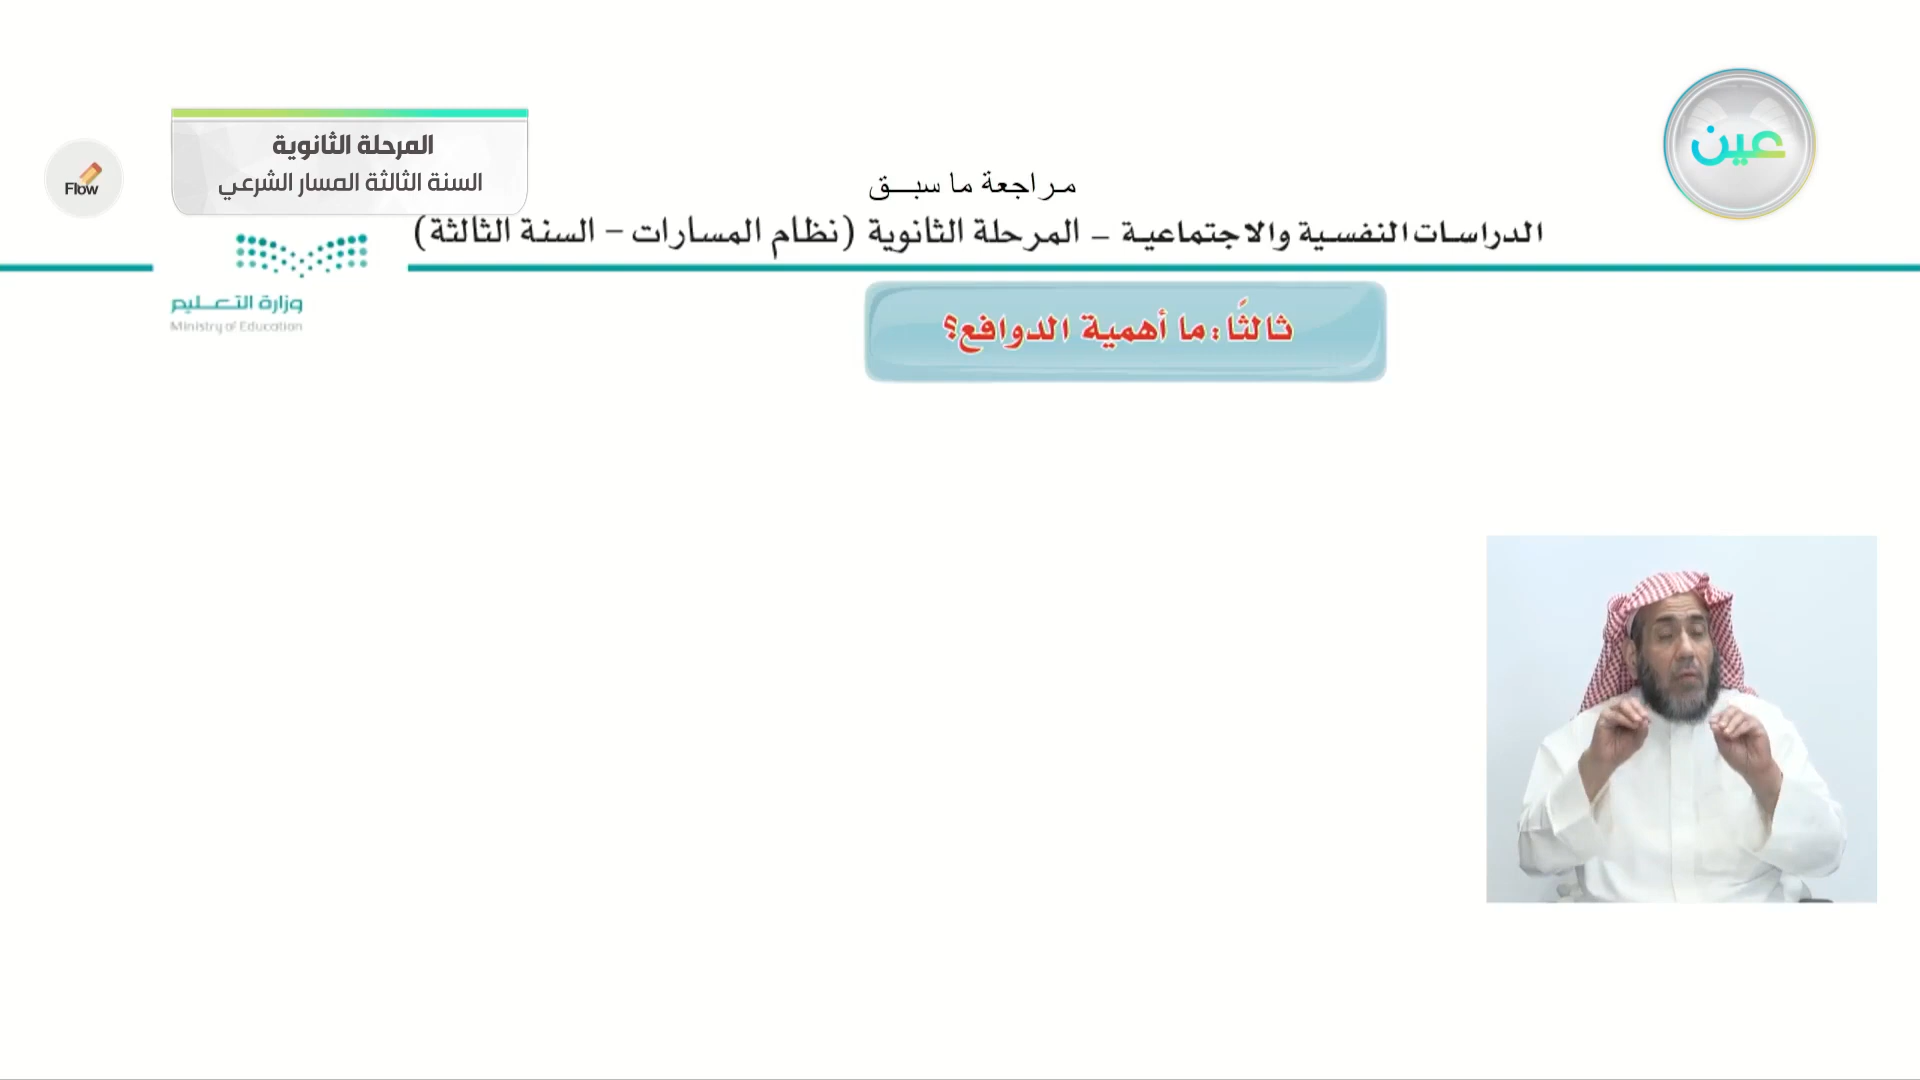 عين
المرحلة الثانوية
السنة الثالثة المسار الشرعي
Flow
مراجعة ما سبـــق
الدراسات النفسية والاجتماعية – المرحلة الثانوية (نظام المسارات – السنة الثالثة)
وزارة التعليم
Ministry of Education
ثالثًا: ما أهمية الدوافع؟